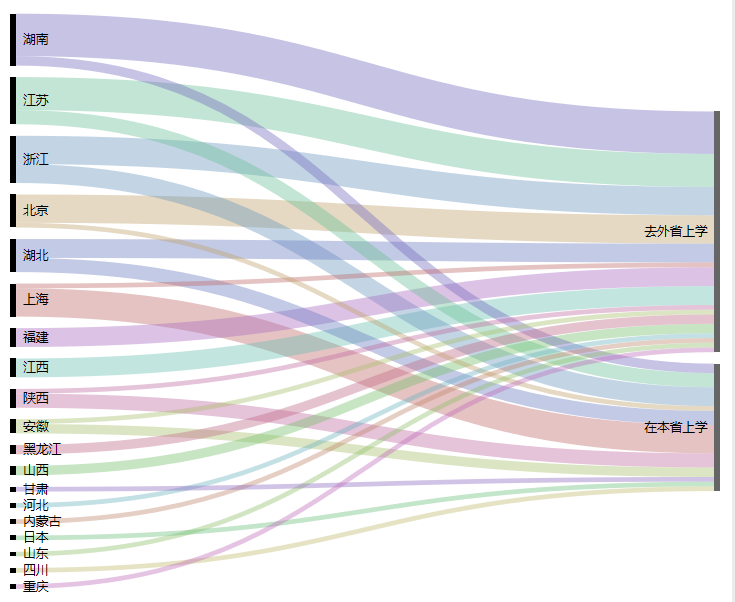 湖南
江苏
浙江
北京
湖北
上海
福建
江西
陕西
安徽
黑龙江
山西
甘肃
河北
内蒙古
日本
山东
四川
重庆
去外省上学
在本省上学